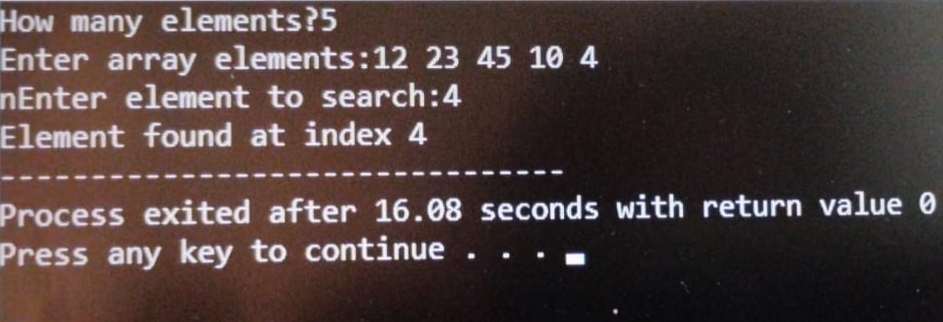 How many elements?5
Enter array elements:12 23 45 10 4
nEnter element to search:4
Element found at index 4
--------------------------------
Process exited after 16.08 seconds with return value 0
Press any key to continue . . .